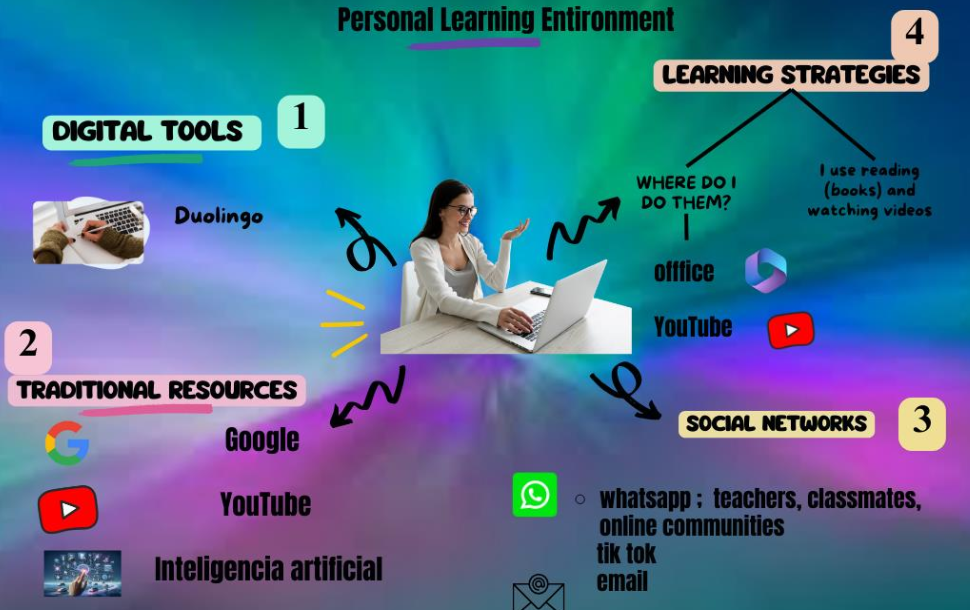 Personal Learning Entironment
1
DIGITAL TOOLS
Duolingo
2
TRADITIONAL RESOURCES
Google
YouTube
Inteligencia artificial
3
SOCIAL NETWORKS
whatsapp ; teachers, classmates,
online communities
tik tok
email
4
LEARNING STRATEGIES
WHERE DO I
DO THEM?
offfice
YouTube
I use reading
(books) and
watching videos